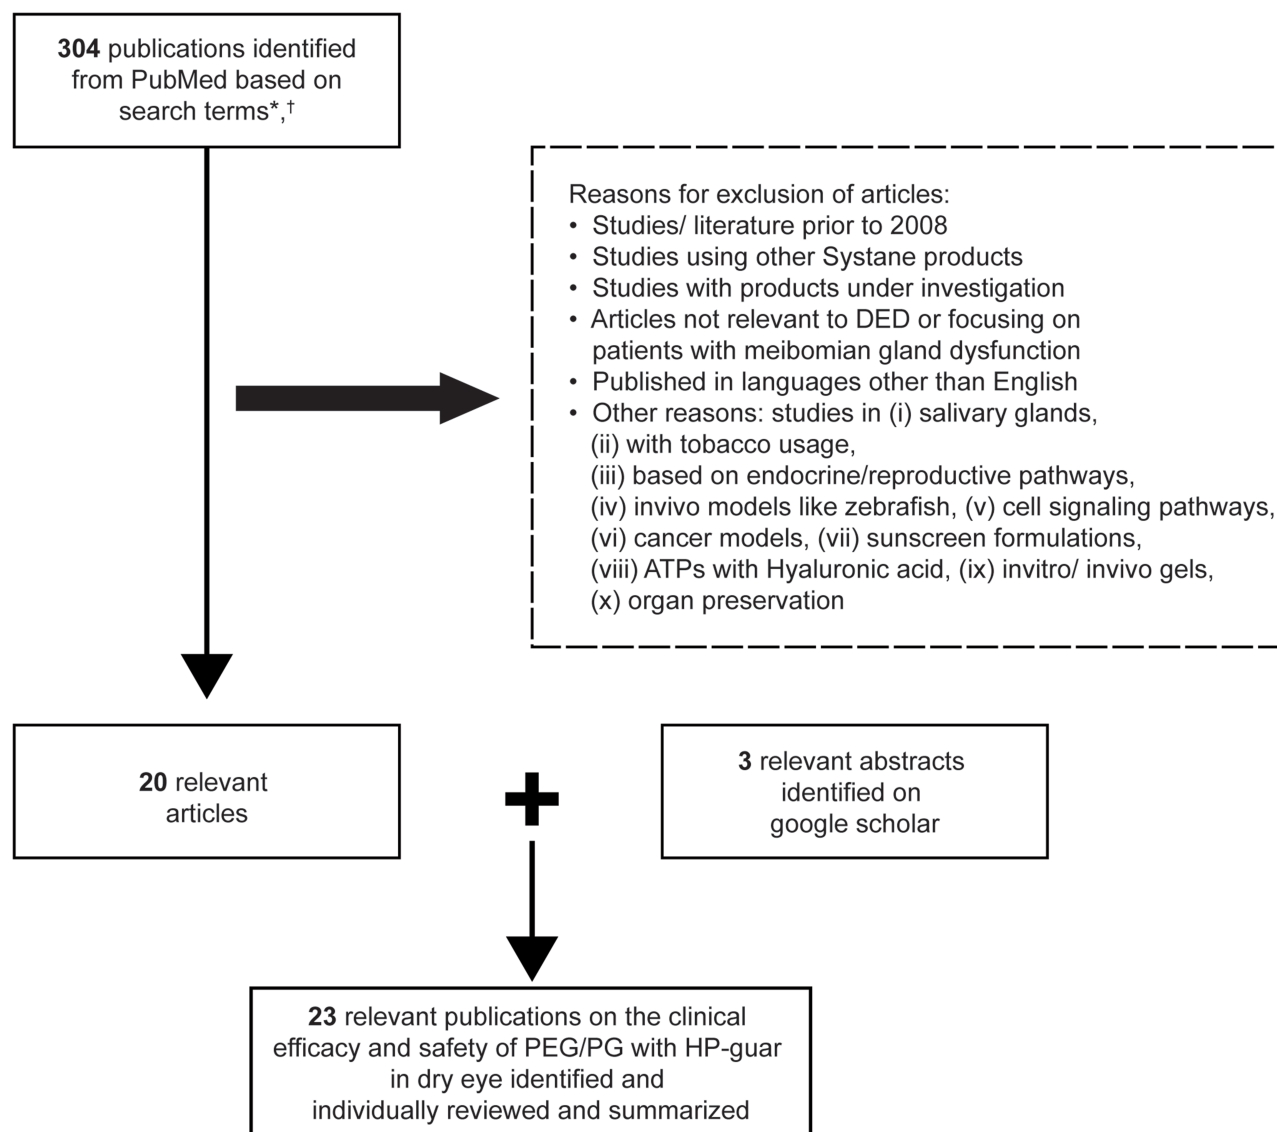 304 publications identified
from PubMed based on
search terms*,†
Reasons for exclusion of articles:
• Studies/ literature prior to 2008
• Studies using other Systane products
• Studies with products under investigation
• Articles not relevant to DED or focusing on
patients with meibomian gland dysfunction
• Published in languages other than English
• Other reasons: studies in (i) salivary glands,
(ii) with tobacco usage,
(iii) based on endocrine/reproductive pathways,
(iv) invivo models like zebrafish, (v) cell signaling pathways,
(vi) cancer models, (vii) sunscreen formulations,
(viii) ATPs with Hyaluronic acid, (ix) invitro/ invivo gels,
(x) organ preservation
20 relevant
articles
+
3 relevant abstracts
identified on
google scholar
23 relevant publications on the clinical
efficacy and safety of PEG/PG with HP-guar
in dry eye identified and
individually reviewed and summarized